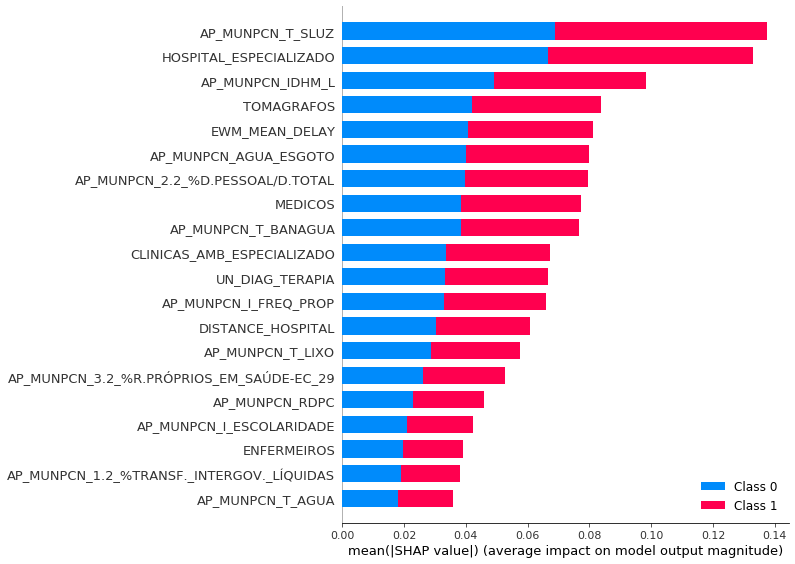 AP_MUNPCN_T_SLUZ
HOSPITAL_ESPECIALIZADO
AP_MUNPCN_IDHM_L
TOMAGRAFOS
EWM_MEAN_DELAY
AP_MUNPCN_AGUA_ESGOTO
AP_MUNPCN_2.2_%D.PESSOAL/D.TOTAL
MEDICOS
AP_MUNPCN_T_BANAGUA
CLINICAS_AMB_ESPECIALIZADO
UN_DIAG_TERAPIA
AP_MUNPCN_I_FREQ_PROP
DISTANCE_HOSPITAL
AP_MUNPCN_T_LIXO
AP_MUNPCN_3.2_%R.PRÓPRIOS_EM_SAÚDE-EC_29
AP_MUNPCN_RDPC
AP_MUNPCN_I_ESCOLARIDADE
ENFERMEIROS
AP_MUNPCN_1.2_%TRANSF._INTERGOV._LÍQUIDAS
AP_MUNPCN_T_AGUA
Class 0
Class 1
0.00 0.02 0.04 0.06 0.08 0.10 0.12 0.14
mean(|SHAP value|) (average impact on model output magnitude)